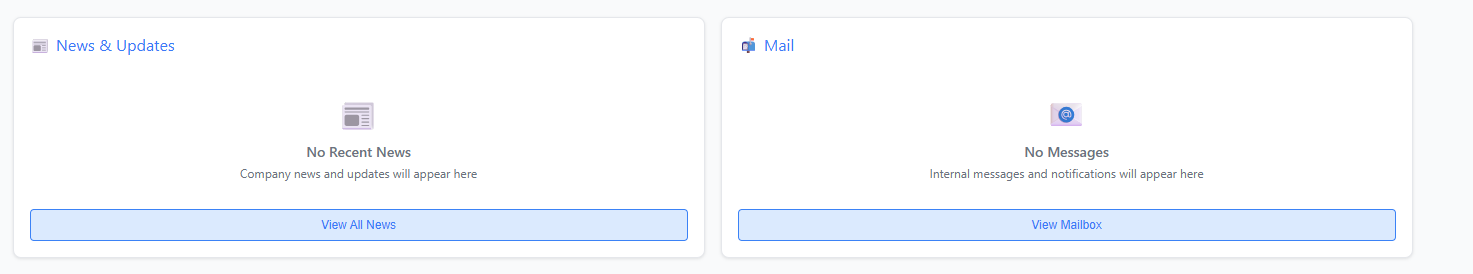 News & Updates
No Recent News
Company news and updates will appear here
View All News
Mail
@
No Messages
Internal messages and notifications will appear here
View Mailbox